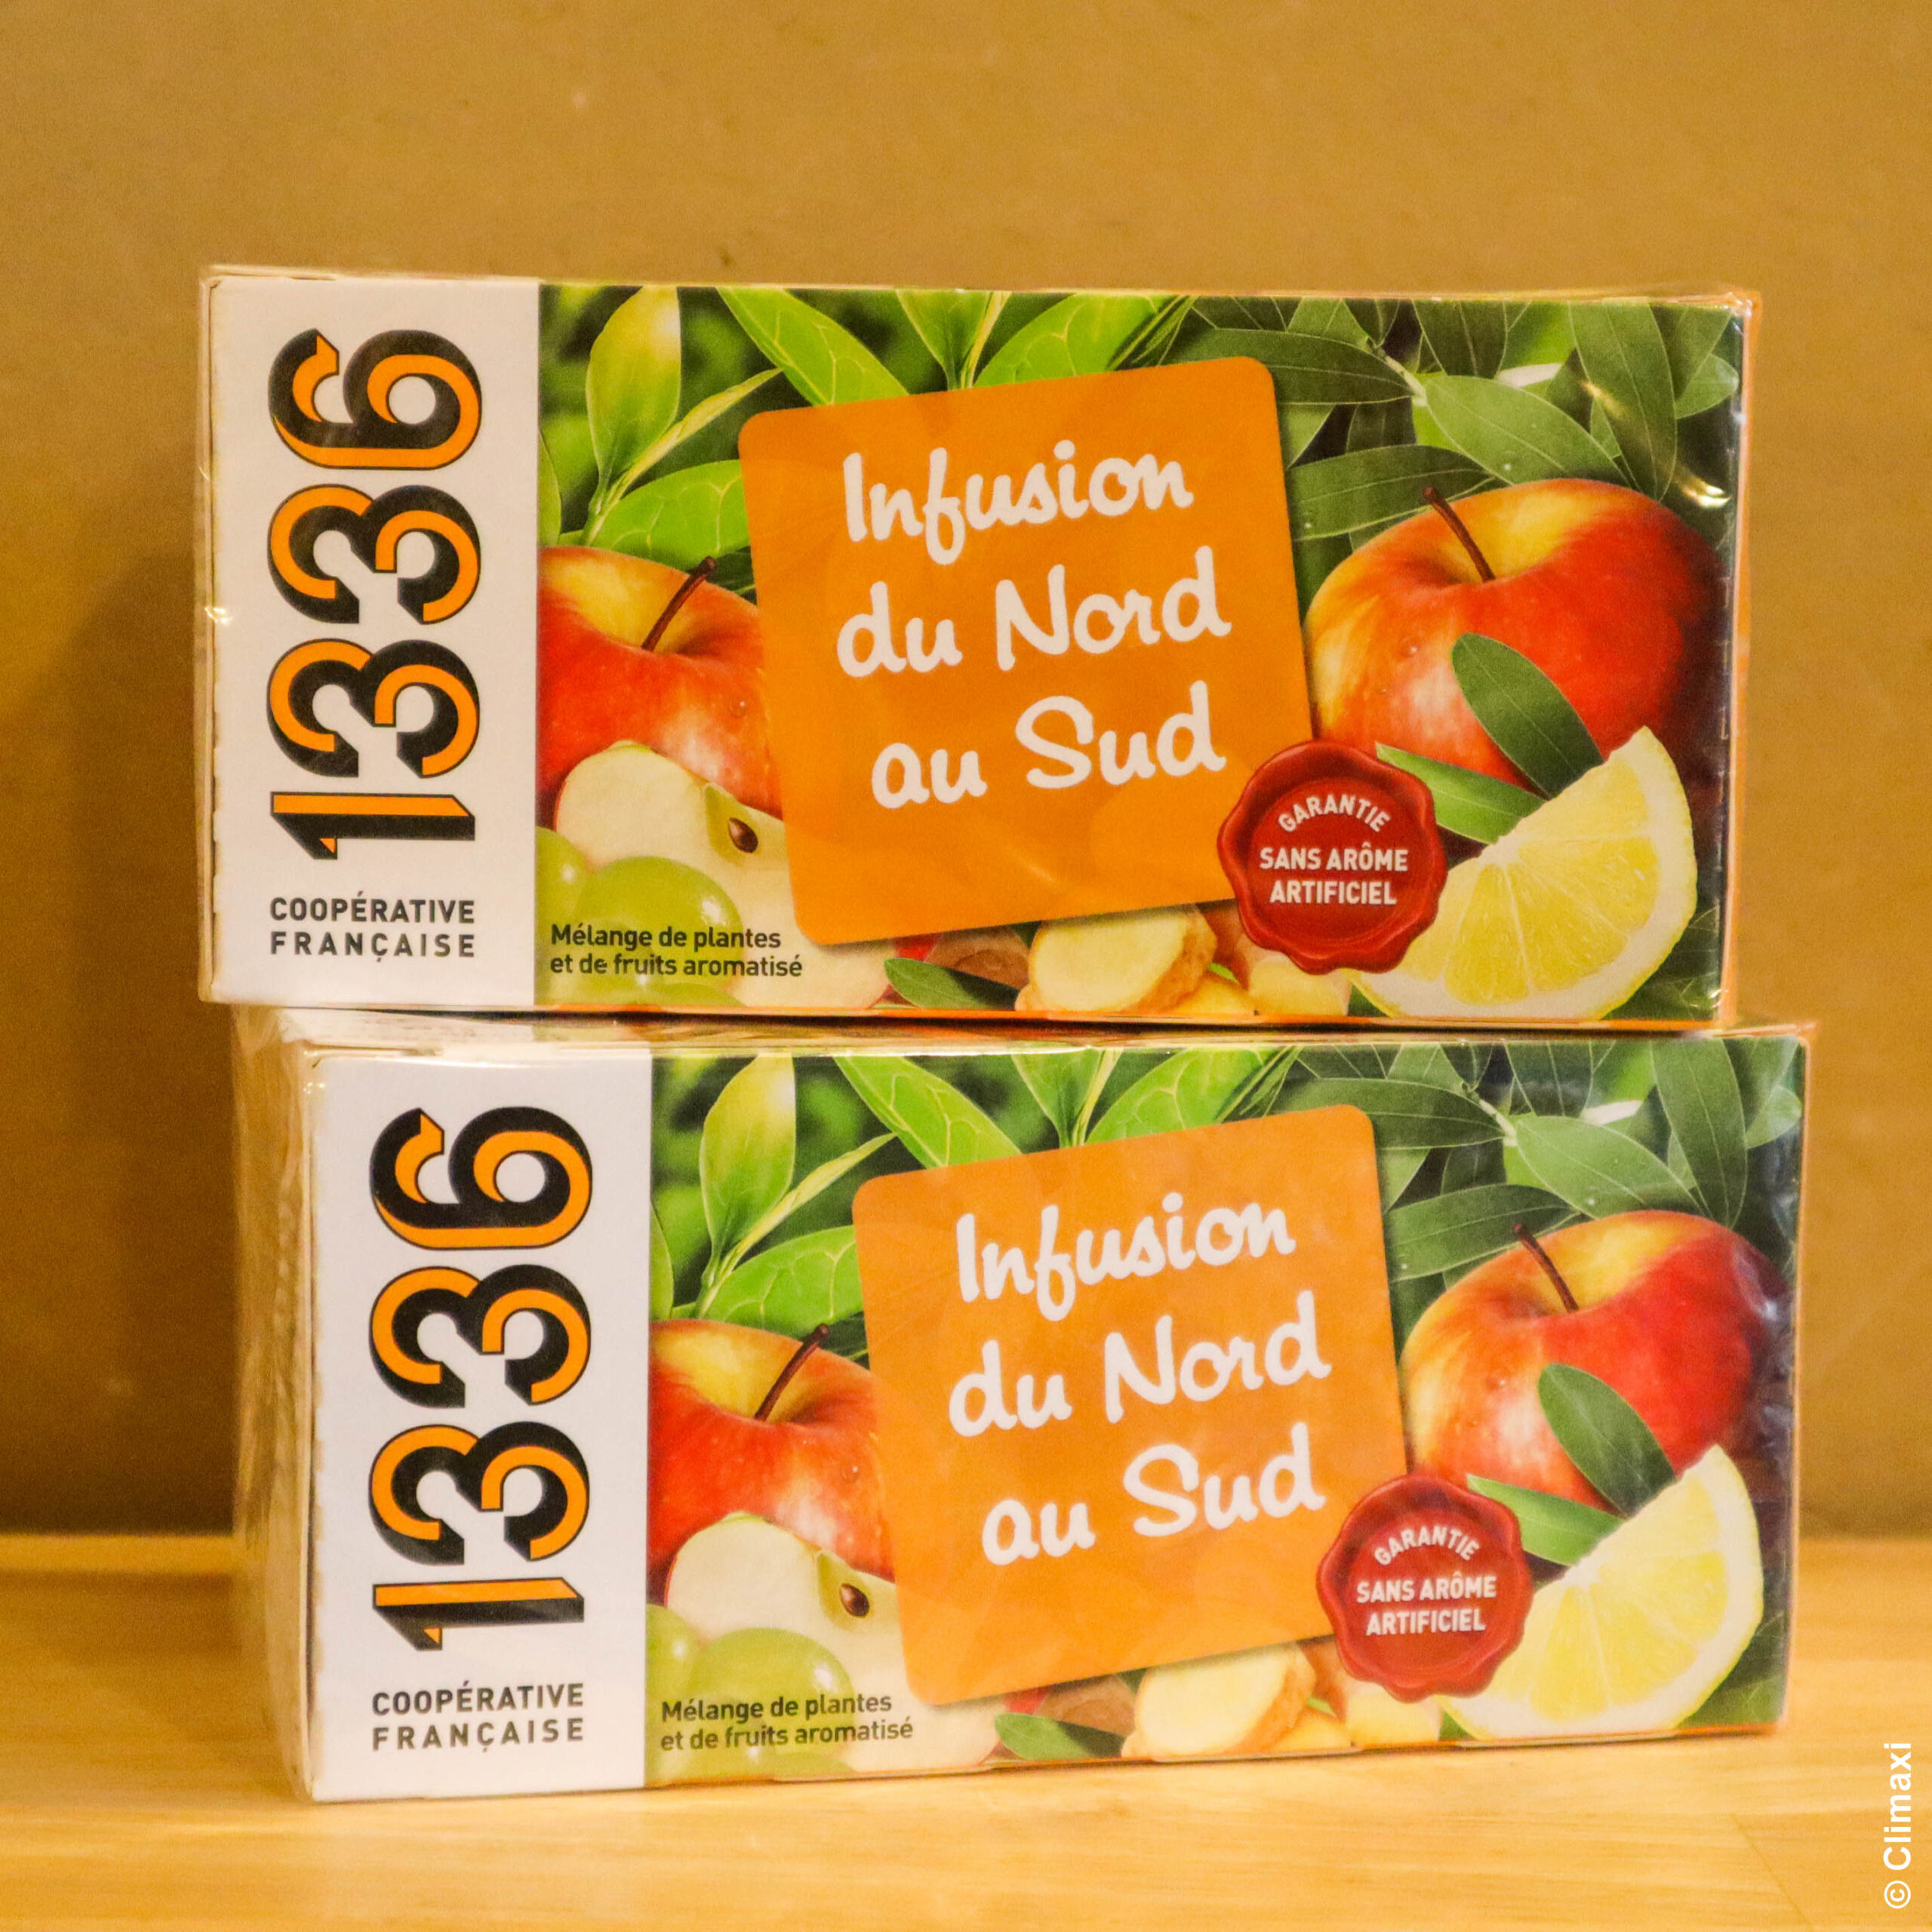 1336
COOPÉRATIVE
FRANÇAISE
Infusion
du Nord
au Sud
GARANTIE
SANS ARÔME
ARTIFICIEL
Mélange de plantes
et de fruits aromatisé
1336
COOPÉRATIVE
FRANÇAISE
Infusion
du Nord
au Sud
GARANTIE
SANS ARÔME
ARTIFICIEL
Mélange de plantes
et de fruits aromatisé
© Climaxi